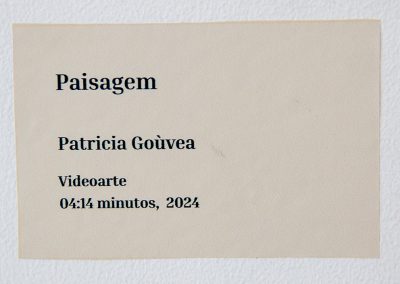 Paisagem
Patricia Goùvea
Videoarte
04:14 minutos, 2024